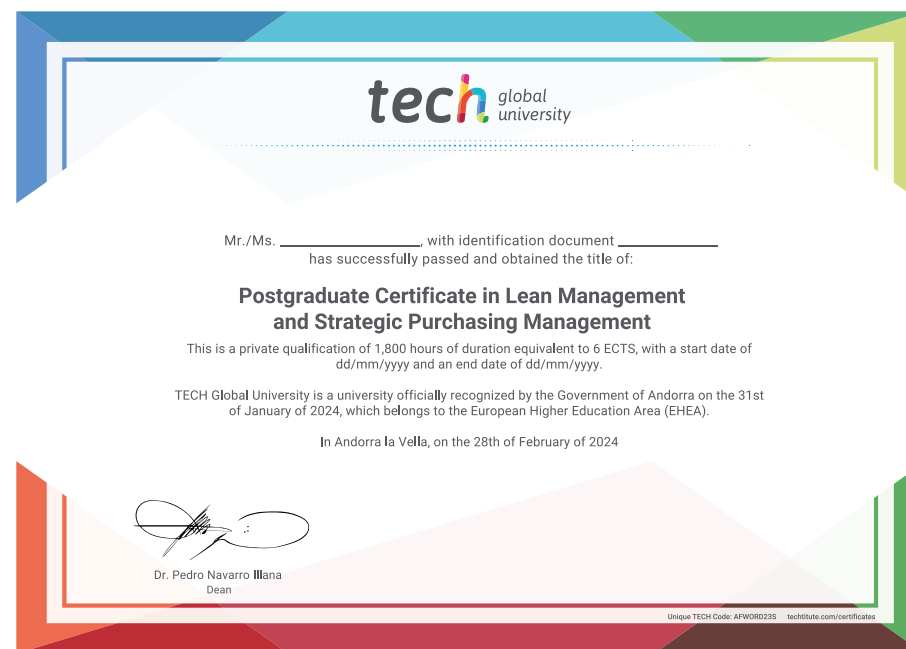 tech global university
Mr./Ms. ____________, with identification document ____________
has successfully passed and obtained the title of:
Postgraduate Certificate in Lean Management
and Strategic Purchasing Management
This is a private qualification of 1,800 hours of duration equivalent to 6 ECTS, with a start date of
dd/mm/yyyy and an end date of dd/mm/yyyy.
TECH Global University is a university officially recognized by the Government of Andorra on the 31st
of January of 2024, which belongs to the European Higher Education Area (EHEA).
In Andorra la Vella, on the 28th of February of 2024
Dr. Pedro Navarro Illana
Dean
Unique TECH Code: AFWORD23S techtitute.com/certificates